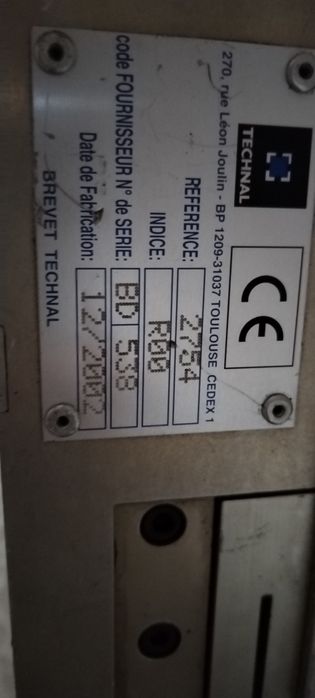 TECHNAL
CE
270, rue Léon Joulin - BP 1209-31037 TOULOUSE CEDEX 1
REFERENCE: 2754
INDICE: R00
code FOURNISSEUR N° de SERIE: BD 538
Date de Fabrication: 12/2002
BREVET TECHNAL